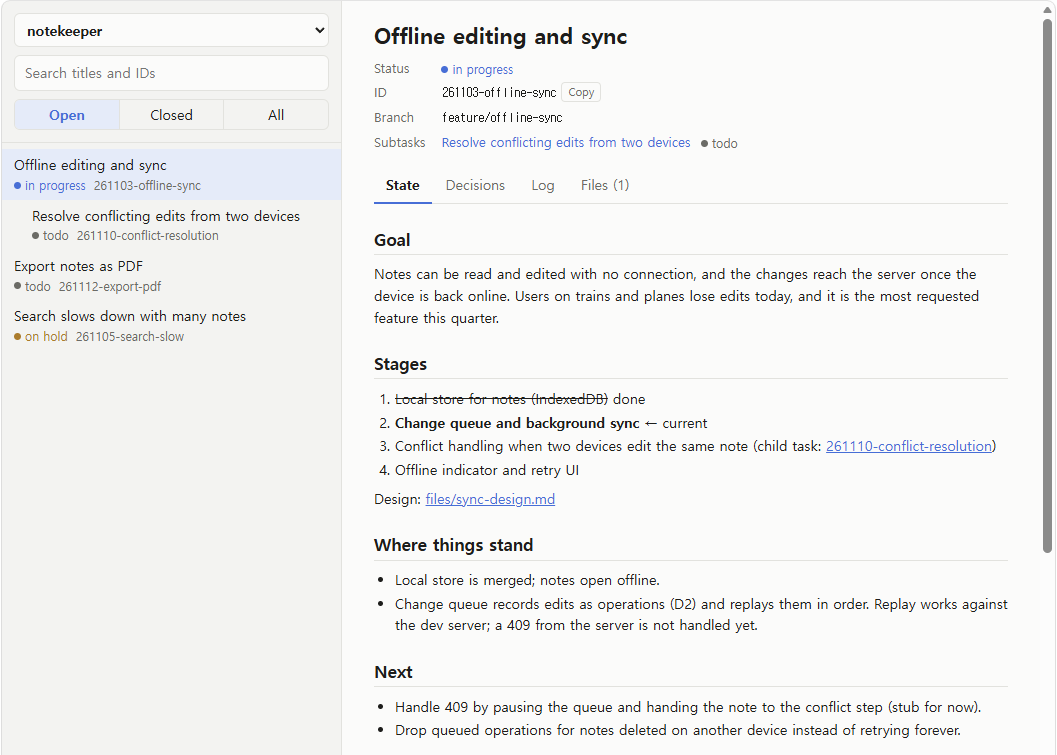 notekeeper
Search titles and IDs
Open
Closed
All
Offline editing and sync
in progress 261103-offline-sync
Resolve conflicting edits from two devices
todo 261110-conflict-resolution
Export notes as PDF
todo 261112-export-pdf
Search slows down with many notes
on hold 261105-search-slow
Offline editing and sync
Status in progress
ID 261103-offline-sync Copy
Branch feature/offline-sync
Subtasks Resolve conflicting edits from two devices todo
State Decisions Log Files (1)
Goal
Notes can be read and edited with no connection, and the changes reach the server once the
device is back online. Users on trains and planes lose edits today, and it is the most requested
feature this quarter.
Stages
1. Local store for notes (IndexedDB) done
2. Change queue and background sync ← current
3. Conflict handling when two devices edit the same note (child task: 261110-conflict-resolution)
4. Offline indicator and retry UI
Design: files/sync-design.md
Where things stand
• Local store is merged; notes open offline.
• Change queue records edits as operations (D2) and replays them in order. Replay works against
the dev server; a 409 from the server is not handled yet.
Next
• Handle 409 by pausing the queue and handing the note to the conflict step (stub for now).
• Drop queued operations for notes deleted on another device instead of retrying forever.